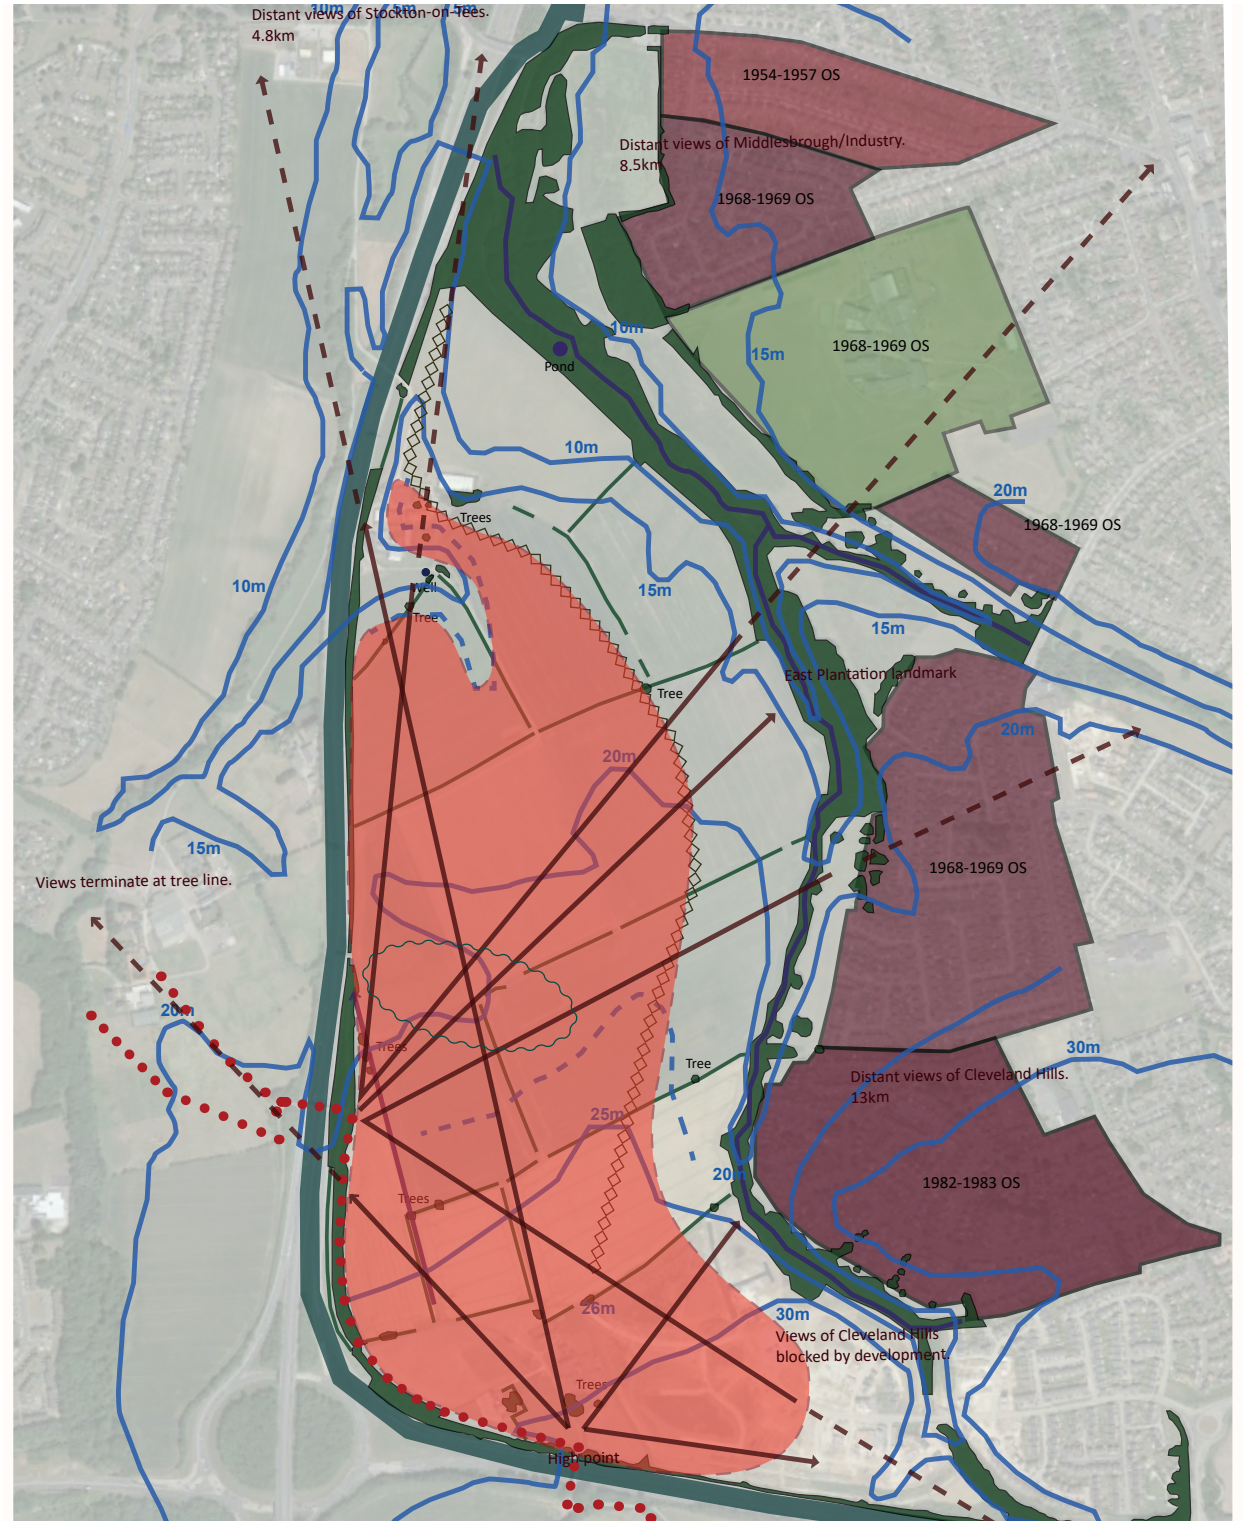 10m
5m
5m
Distant views of Stockton-on-Tees.
4.8km
1954-1957 OS
Distant views of Middlesbrough/Industry.
8.5km
1968-1969 OS
10m
15m
1968-1969 OS
Pond
10m
20m
1968-1969 OS
Trees
10m
Well
15m
Tree
15m
East Plantation landmark
Tree
20m
20m
15m
1968-1969 OS
Views terminate at tree line.
20m
Trees
30m
Tree
Distant views of Cleveland Hills.
13km
25m
20m
1982-1983 OS
Trees
26m
30m
Views of Cleveland Hills
blocked by development.
Trees
High point